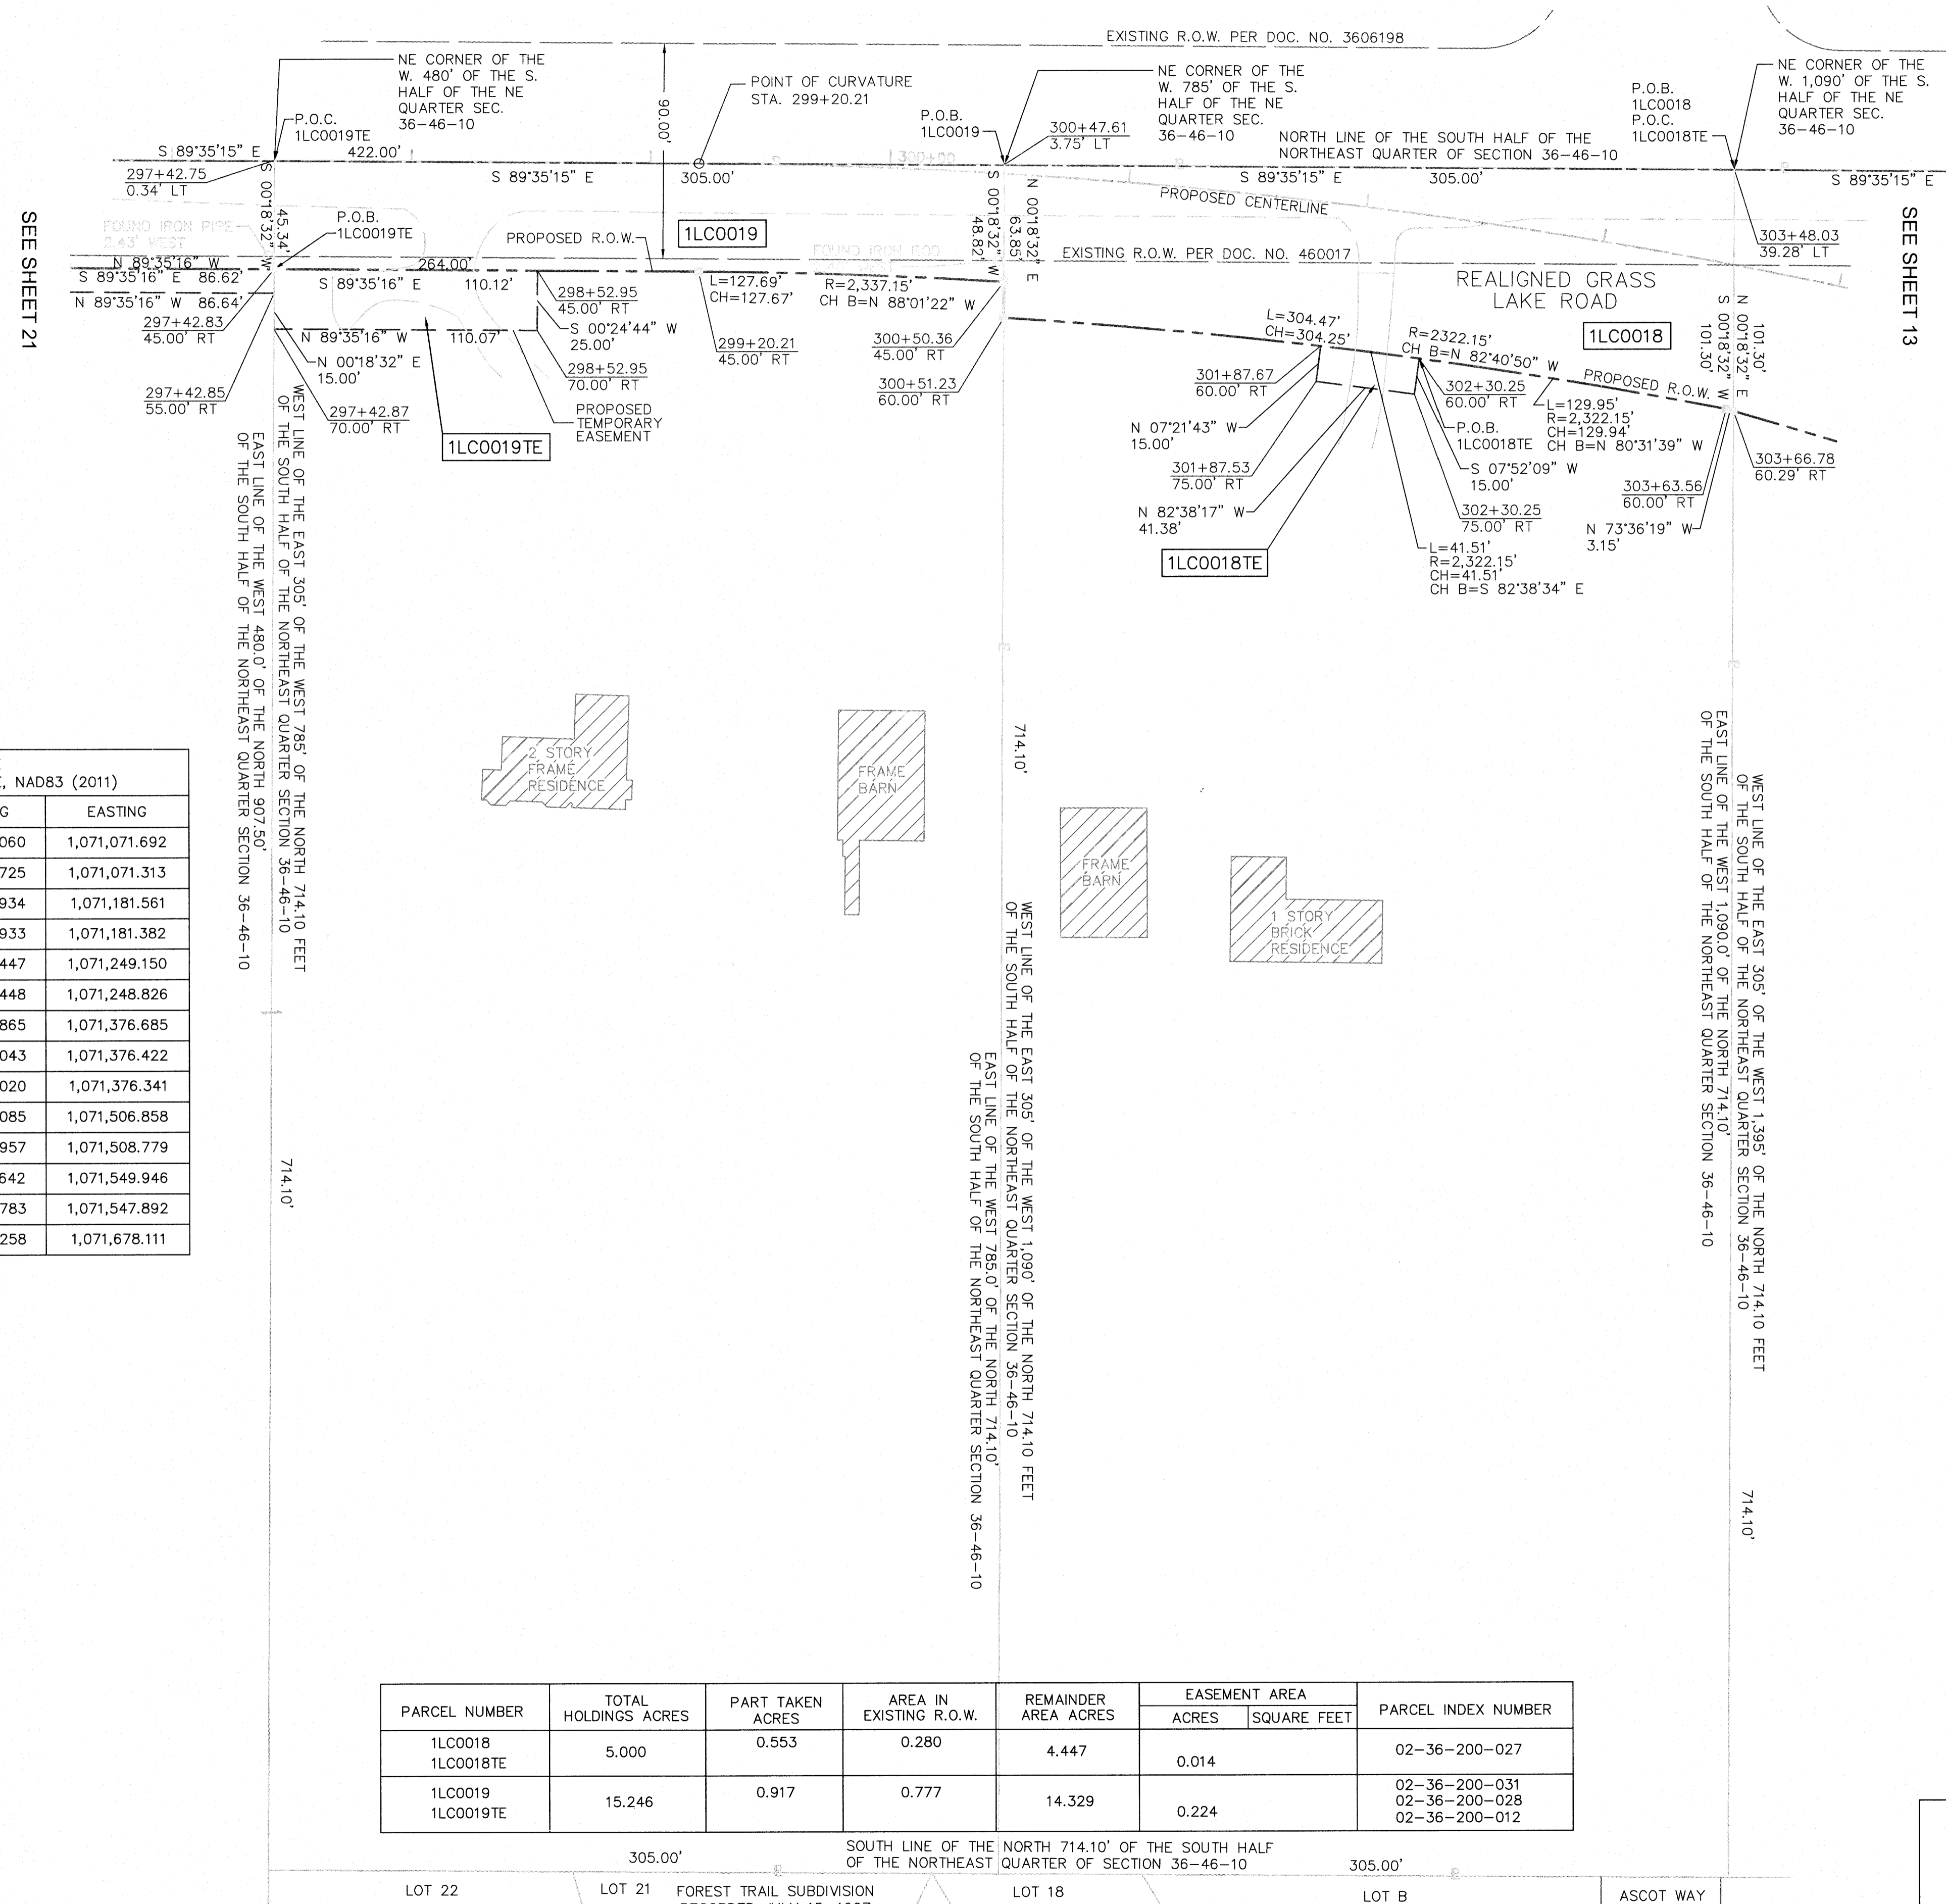 EXISTING R.O.W. PER DOC. NO. 3606198
NE CORNER OF THE
W. 480' OF THE S.
HALF OF THE NE
QUARTER SEC.
36-46-10
P.O.C.
1LC0019TE
90.00'
POINT OF CURVATURE
STA. 299+20.21
P.O.B.
1LC0019
NE CORNER OF THE
W. 785' OF THE S.
HALF OF THE NE
QUARTER SEC.
36-46-10
300+47.61
3.75' LT
NORTH LINE OF THE SOUTH HALF OF THE
NORTHEAST QUARTER OF SECTION 36-46-10
P.O.B.
1LC0018
P.O.C.
1LC0018TE
NE CORNER OF THE
W. 1,090' OF THE S.
HALF OF THE NE
QUARTER SEC.
36-46-10
S 89°35'15" E
422.00'
300+00
297+42.75
0.34' LT
S 89°35'15" E
305.00'
S 89°35'15" E
305.00'
S 89°35'15" E
SEE SHEET 21
FOUND IRON PIPE
2.43' WEST
S 00°18'32" W
45.34'
P.O.B.
1LC0019TE
PROPOSED R.O.W.
1LC0019
FOUND IRON ROD
S 00°18'32" W
48.82'
N 00°18'32" E
63.85'
PROPOSED CENTERLINE
EXISTING R.O.W. PER DOC. NO. 460017
303+48.03
39.28' LT
SEE SHEET 13
REALIGNED GRASS
LAKE ROAD
1LC0018
N 00°18'32" E
101.30'
S 00°18'32" W
101.30'
N 89°35'16" W
264.00'
S 89°35'16" E 86.62'
S 89°35'16" E
110.12'
N 89°35'16" W 86.64'
297+42.83
45.00' RT
298+52.95
45.00' RT
S 00°24'44" W
25.00'
N 89°35'16" W
110.07'
L=127.69'
CH=127.67'
R=2,337.15'
CH B=N 88°01'22" W
299+20.21
45.00' RT
300+50.36
45.00' RT
300+51.23
60.00' RT
N 00°18'32" E
15.00'
298+52.95
70.00' RT
297+42.85
55.00' RT
297+42.87
70.00' RT
PROPOSED
TEMPORARY
EASEMENT
1LC0019TE
L=304.47'
CH=304.25'
R=2322.15'
CH B=N 82°40'50" W
PROPOSED R.O.W.
301+87.67
60.00' RT
302+30.25
60.00' RT
L=129.95'
R=2,322.15'
CH=129.94'
CH B=N 80°31'39" W
N 07°21'43" W
15.00'
P.O.B.
1LC0018TE
S 07°52'09" W
15.00'
301+87.53
75.00' RT
303+66.78
60.29' RT
303+63.56
60.00' RT
N 82°38'17" W
41.38'
302+30.25
75.00' RT
N 73°36'19" W
3.15'
1LC0018TE
L=41.51'
R=2,322.15'
CH=41.51'
CH B=S 82°38'34" E
WEST LINE OF THE EAST 305' OF THE WEST 785' OF THE NORTH 714.10 FEET
OF THE SOUTH HALF OF THE NORTHEAST QUARTER SECTION 36-46-10
EAST LINE OF THE WEST 480.0' OF THE NORTH 907.50'
OF THE SOUTH HALF OF THE NORTHEAST QUARTER SECTION 36-46-10
714.10'
2 STORY
FRAME
RESIDENCE
FRAME
BARN
714.10'
FRAME
BARN
1 STORY
BRICK
RESIDENCE
WEST LINE OF THE EAST 305' OF THE WEST 1,090' OF THE NORTH 714.10 FEET
OF THE SOUTH HALF OF THE NORTHEAST QUARTER SECTION 36-46-10
EAST LINE OF THE WEST 785.0' OF THE NORTH 714.10'
OF THE SOUTH HALF OF THE NORTHEAST QUARTER SECTION 36-46-10
WEST LINE OF THE EAST 305' OF THE WEST 1,395' OF THE NORTH 714.10 FEET
OF THE SOUTH HALF OF THE NORTHEAST QUARTER SECTION 36-46-10
EAST LINE OF THE WEST 1,090.0' OF THE NORTH 714.10'
OF THE SOUTH HALF OF THE NORTHEAST QUARTER SECTION 36-46-10
714.10'
E, NAD83 (2011)
G EASTING
060 1,071,071.692
725 1,071,071.313
934 1,071,181.561
933 1,071,181.382
447 1,071,249.150
448 1,071,248.826
865 1,071,376.685
043 1,071,376.422
020 1,071,376.341
085 1,071,506.858
957 1,071,508.779
642 1,071,549.946
783 1,071,547.892
258 1,071,678.111
PARCEL NUMBER TOTAL HOLDINGS ACRES PART TAKEN ACRES AREA IN EXISTING R.O.W. REMAINDER AREA ACRES EASEMENT AREA ACRES SQUARE FEET PARCEL INDEX NUMBER
1LC0018 5.000 0.553 0.280 4.447 02-36-200-027
1LC0018TE 0.014
1LC0019 15.246 0.917 0.777 14.329 02-36-200-031
02-36-200-028
1LC0019TE 0.224 02-36-200-012
SOUTH LINE OF THE NORTH 714.10' OF THE SOUTH HALF
OF THE NORTHEAST QUARTER OF SECTION 36-46-10
305.00'
305.00'
LOT 22
LOT 21
FOREST TRAIL SUBDIVISION
LOT 18
LOT B
ASCOT WAY